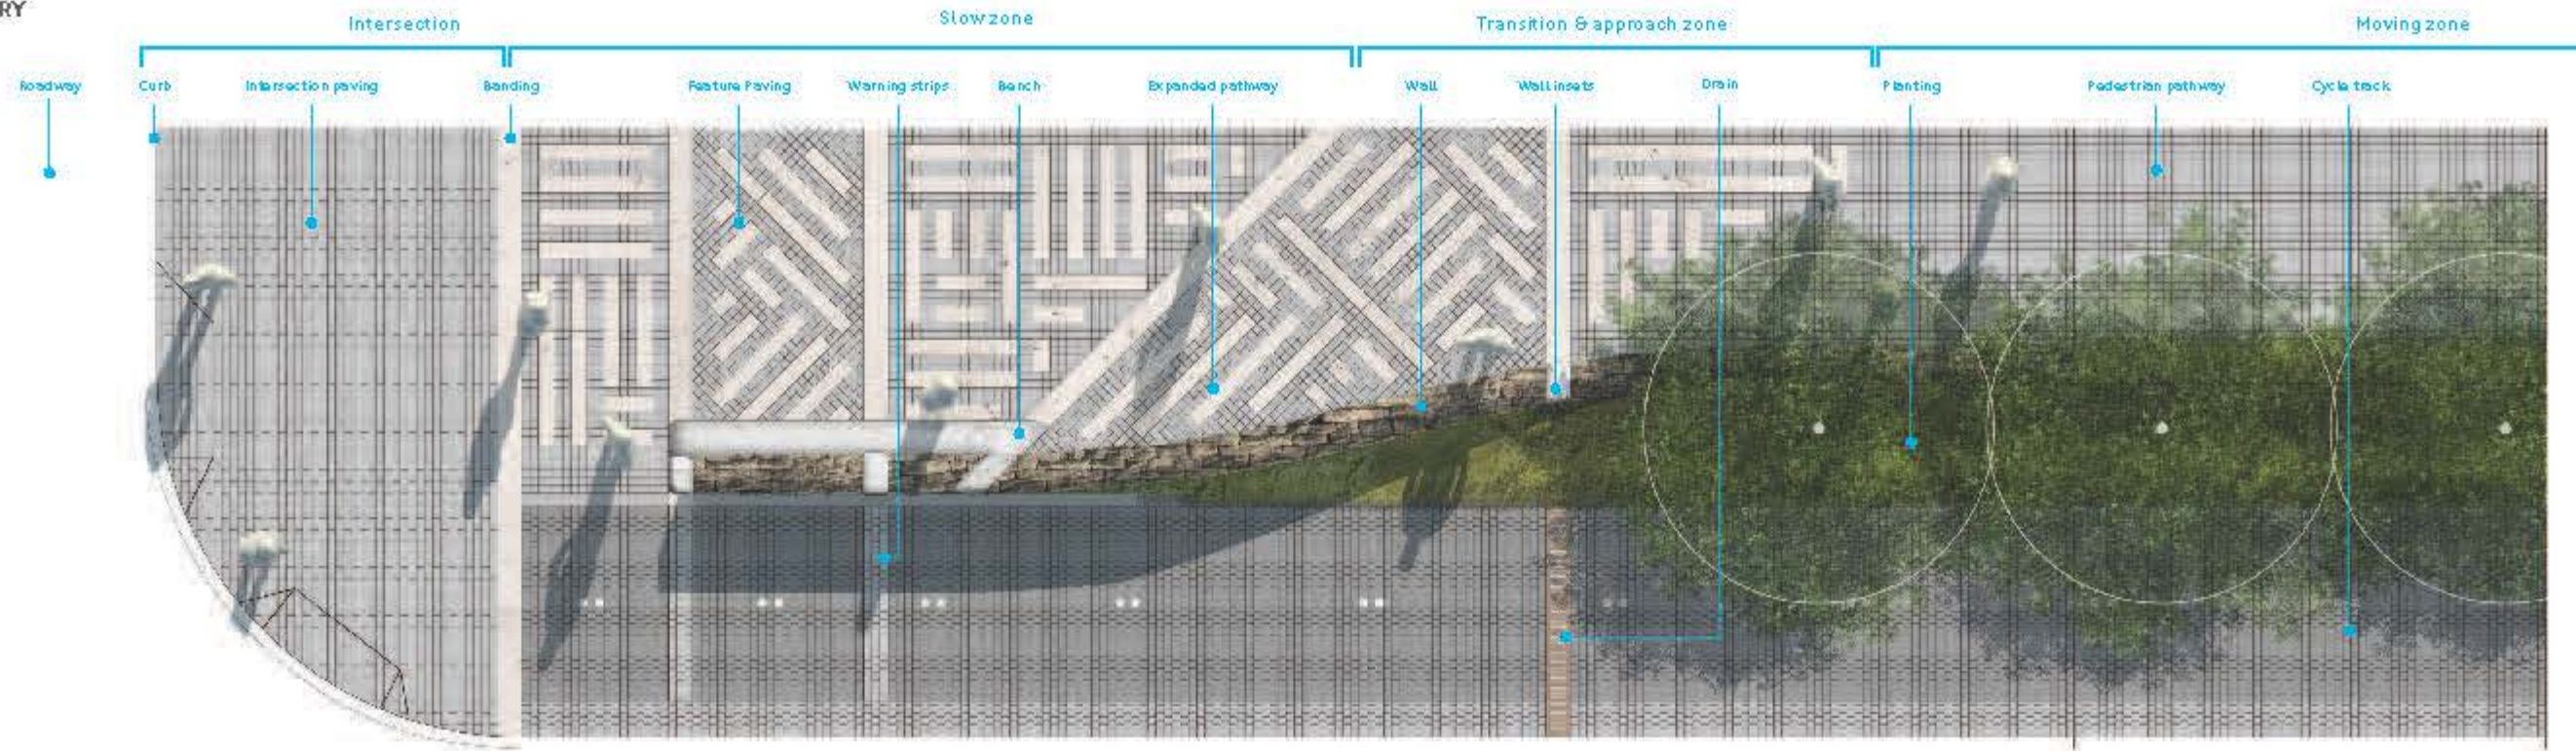 RY
Intersection
Slow zone
Transition & approach zone
Moving zone
Roadway
Curb
Intersection paving
Banding
Feature Paving
Warning strips
Bench
Expanded pathway
Wall
Wall insets
Drain
Planting
Pedestrian pathway
Cycle track